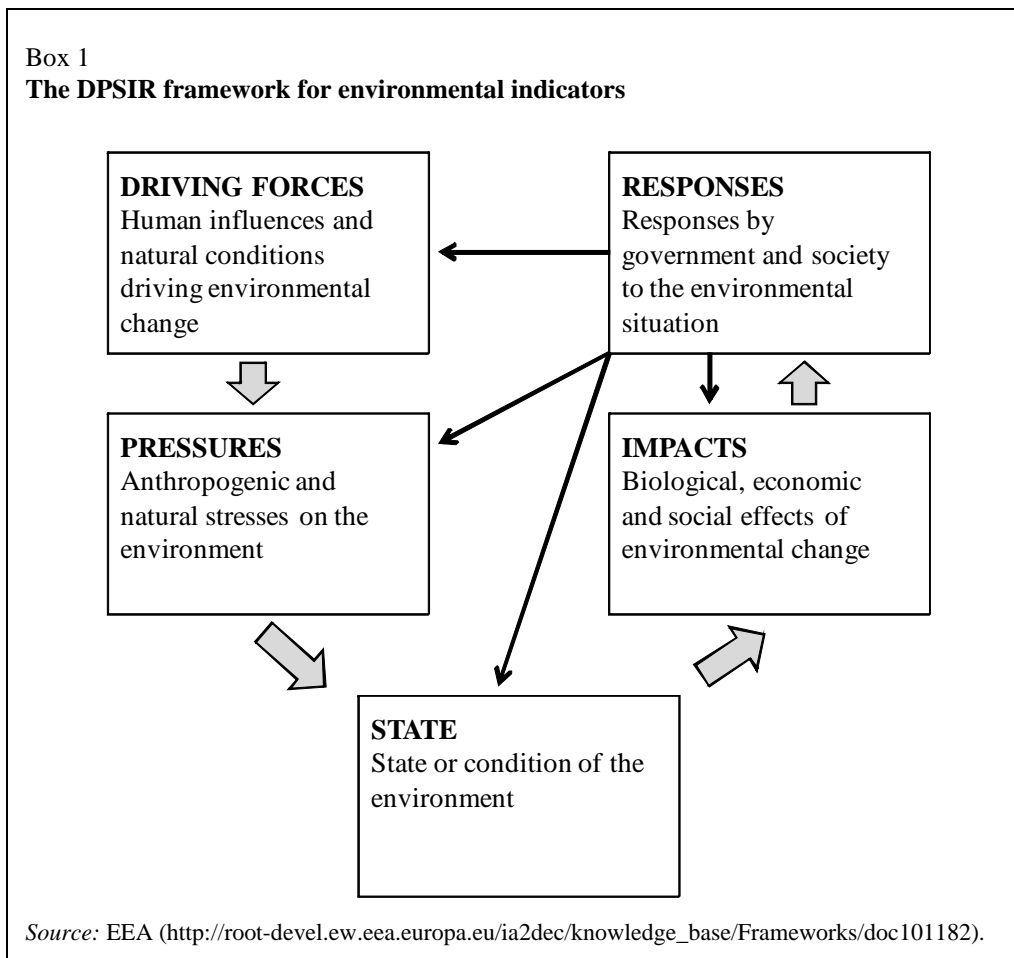 Box 1
The DPSIR framework for environmental indicators
DRIVING FORCES
Human influences and
natural conditions
driving environmental
change
RESPONSES
Responses by
government and society
to the environmental
situation
PRESSURES
Anthropogenic and
natural stresses on the
environment
IMPACTS
Biological, economic
and social effects of
environmental change
STATE
State or condition of the
environment
Source: EEA (http://root-devel.ew.eea.europa.eu/ia2dec/knowledge_base/Frameworks/doc101182).